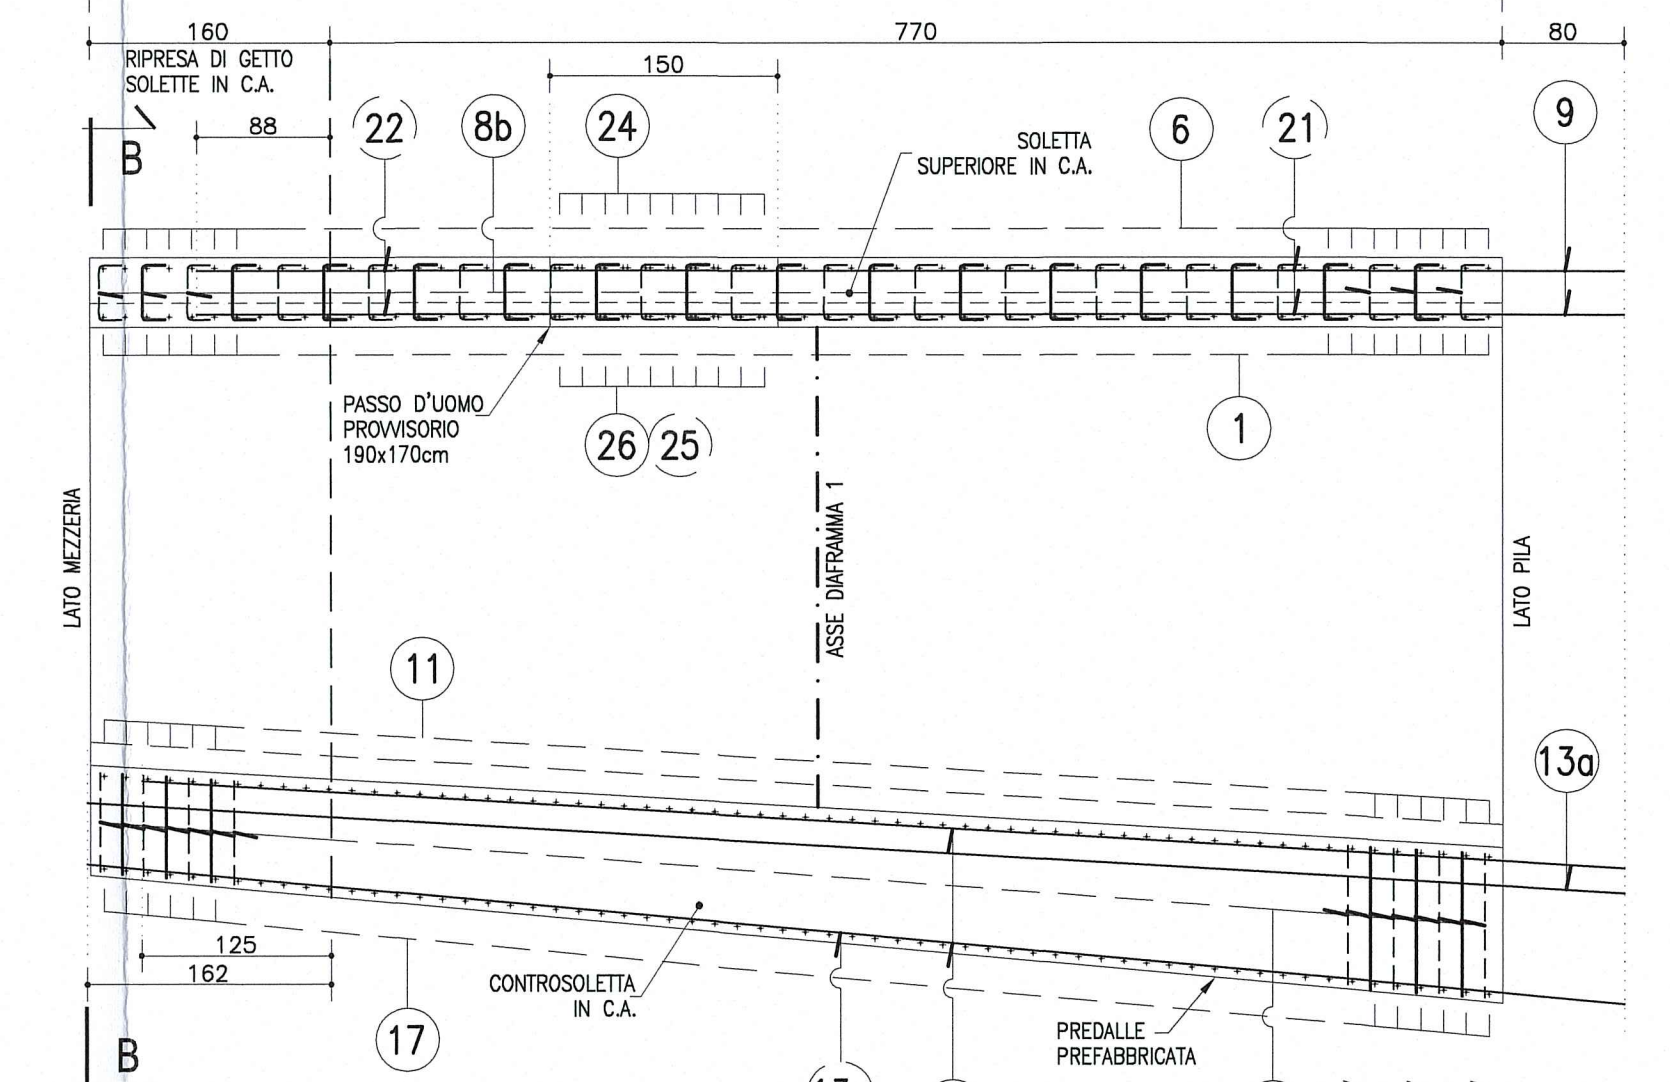 160
770
80
RIPRESA DI GETTO
SOLETTE IN C.A.
150
88
22
8b
24
6
21
9
SOLETTA
SUPERIORE IN C.A.
B
PASSO D'UOMO
PROVVISORIO
190x170cm
26
25
1
LATO MEZZERIA
ASSE DIAFRAMMA 1
LATO PILA
11
13a
125
162
CONTROSOLETTA
IN C.A.
17
PREDALLE
PREFABBRICATA
B